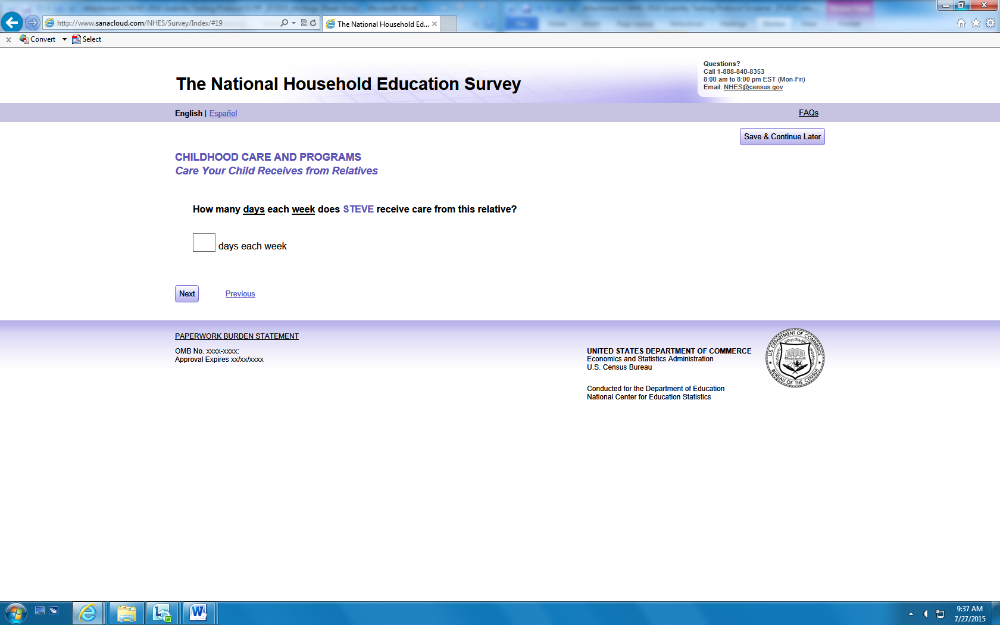 http://www.sanacloud.com/NHES/Survey/Index/#19
The National Household Ed...
x Convert Select
The National Household Education Survey
Questions?
Call 1-888-840-8353
8:00 am to 8:00 pm EST (Mon-Fri)
Email: NHES@census.gov
English | Español
FAQs
Save & Continue Later
CHILDHOOD CARE AND PROGRAMS
Care Your Child Receives from Relatives
How many days each week does STEVE receive care from this relative?
days each week
Next Previous
PAPERWORK BURDEN STATEMENT
OMB No. xxxx-xxxx:
Approval Expires xx/xx/xxxx
UNITED STATES DEPARTMENT OF COMMERCE
Economics and Statistics Administration
U.S. Census Bureau
Conducted for the Department of Education
National Center for Education Statistics
U.S. DEPARTMENT OF COMMERCE
BUREAU OF THE CENSUS
9:37 AM
7/27/2015